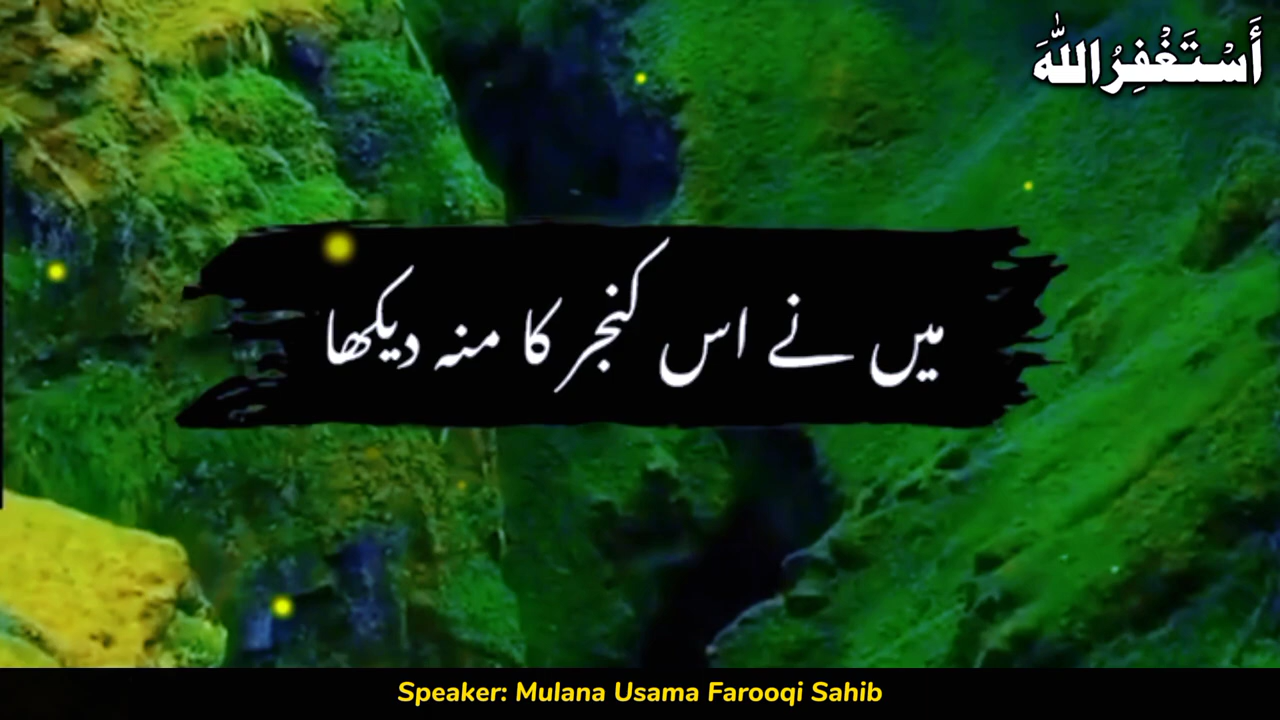 أَسْتَغْفِرُاللّٰهَ
میں نے اس کنجر کا منہ دیکھا
Speaker: Mulana Usama Farooqi Sahib